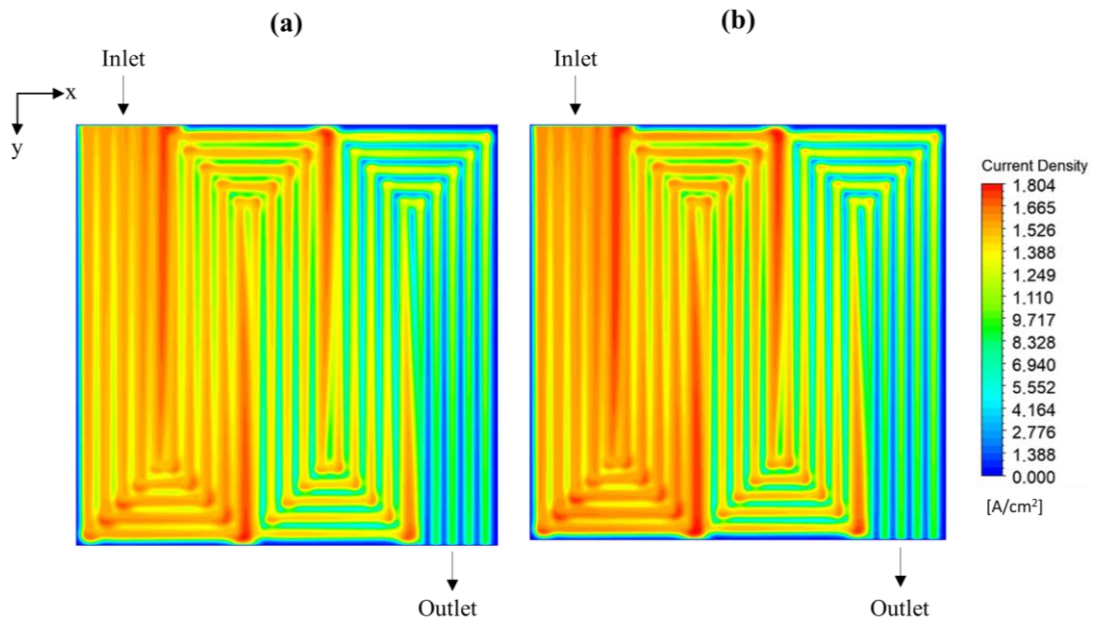 (a)
(b)
Inlet
Inlet
x
y
Current Density
1.804
1.665
1.526
1.388
1.249
1.110
9.717
8.328
6.940
5.552
4.164
2.776
1.388
0.000
[A/cm²]
Outlet
Outlet